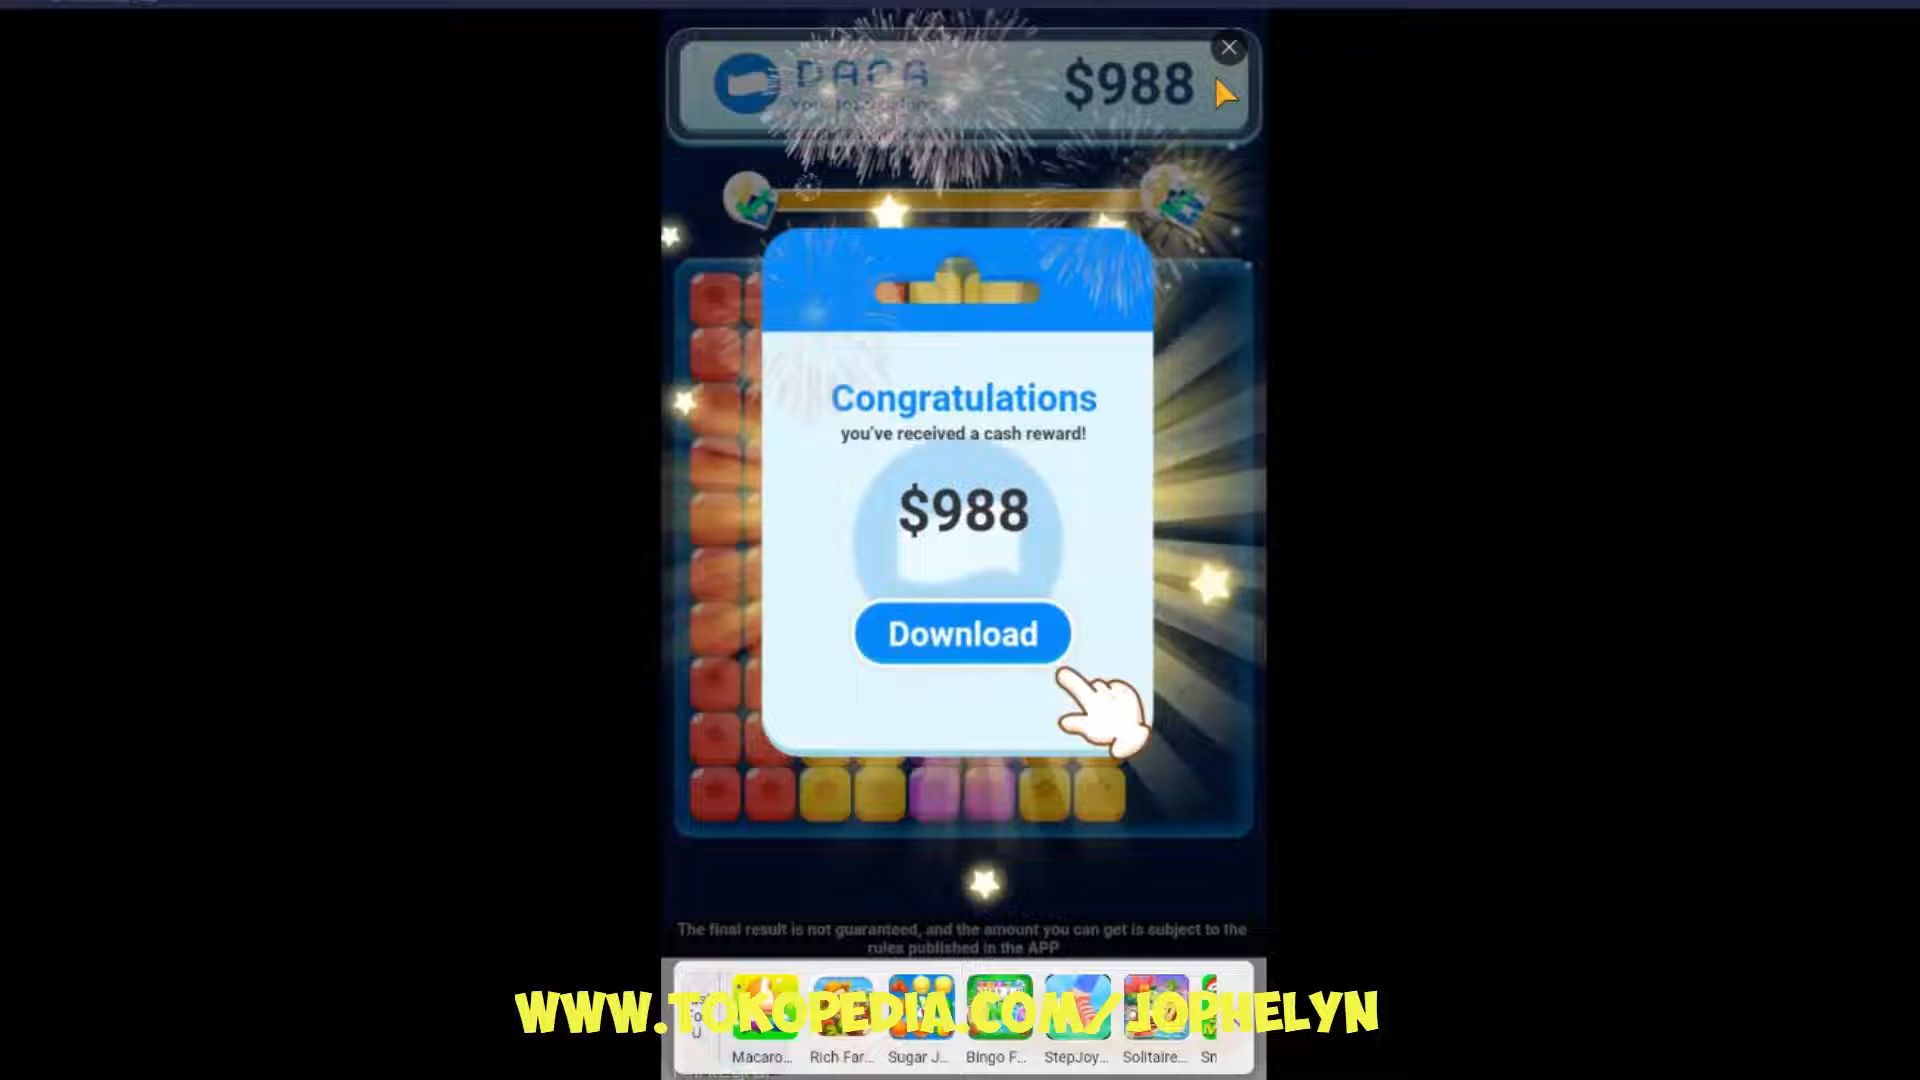 $988
Congratulations
you've received a cash reward!
$988
Download
The final result is not guaranteed, and the amount you can get is subject to the
rules published in the APP
WWW.TOKOPEDIA.COM/JOPHELYN
Macaro... Rich Far... Sugar J... Bingo F... StepJoy... Solitaire... Sn